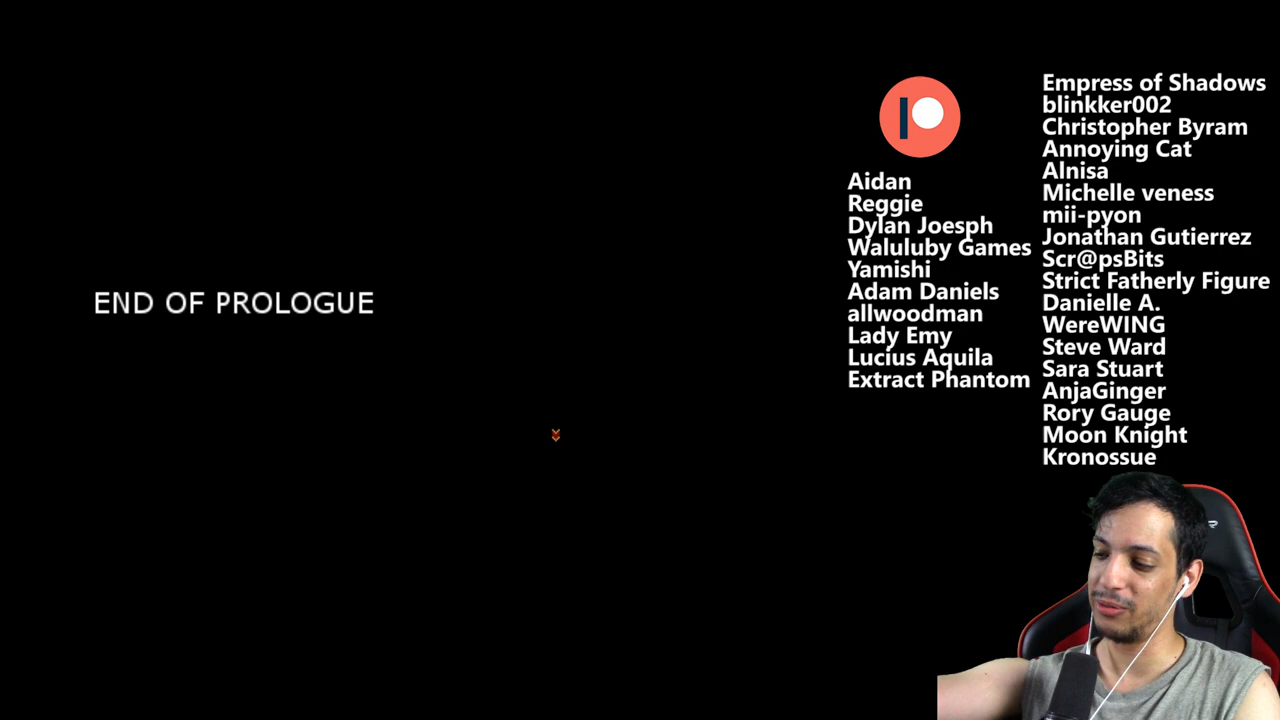 END OF PROLOGUE
Aidan
Reggie
Dylan Joesph
Waluluby Games
Yamishi
Adam Daniels
allwoodman
Lady Emy
Lucius Aquila
Extract Phantom
Empress of Shadows
blinkker002
Christopher Byram
Annoying Cat
Alnisa
Michelle veness
mii-pyon
Jonathan Gutierrez
Scr@psBits
Strict Fatherly Figure
Danielle A.
WereWING
Steve Ward
Sara Stuart
AnjaGinger
Rory Gauge
Moon Knight
Kronossue